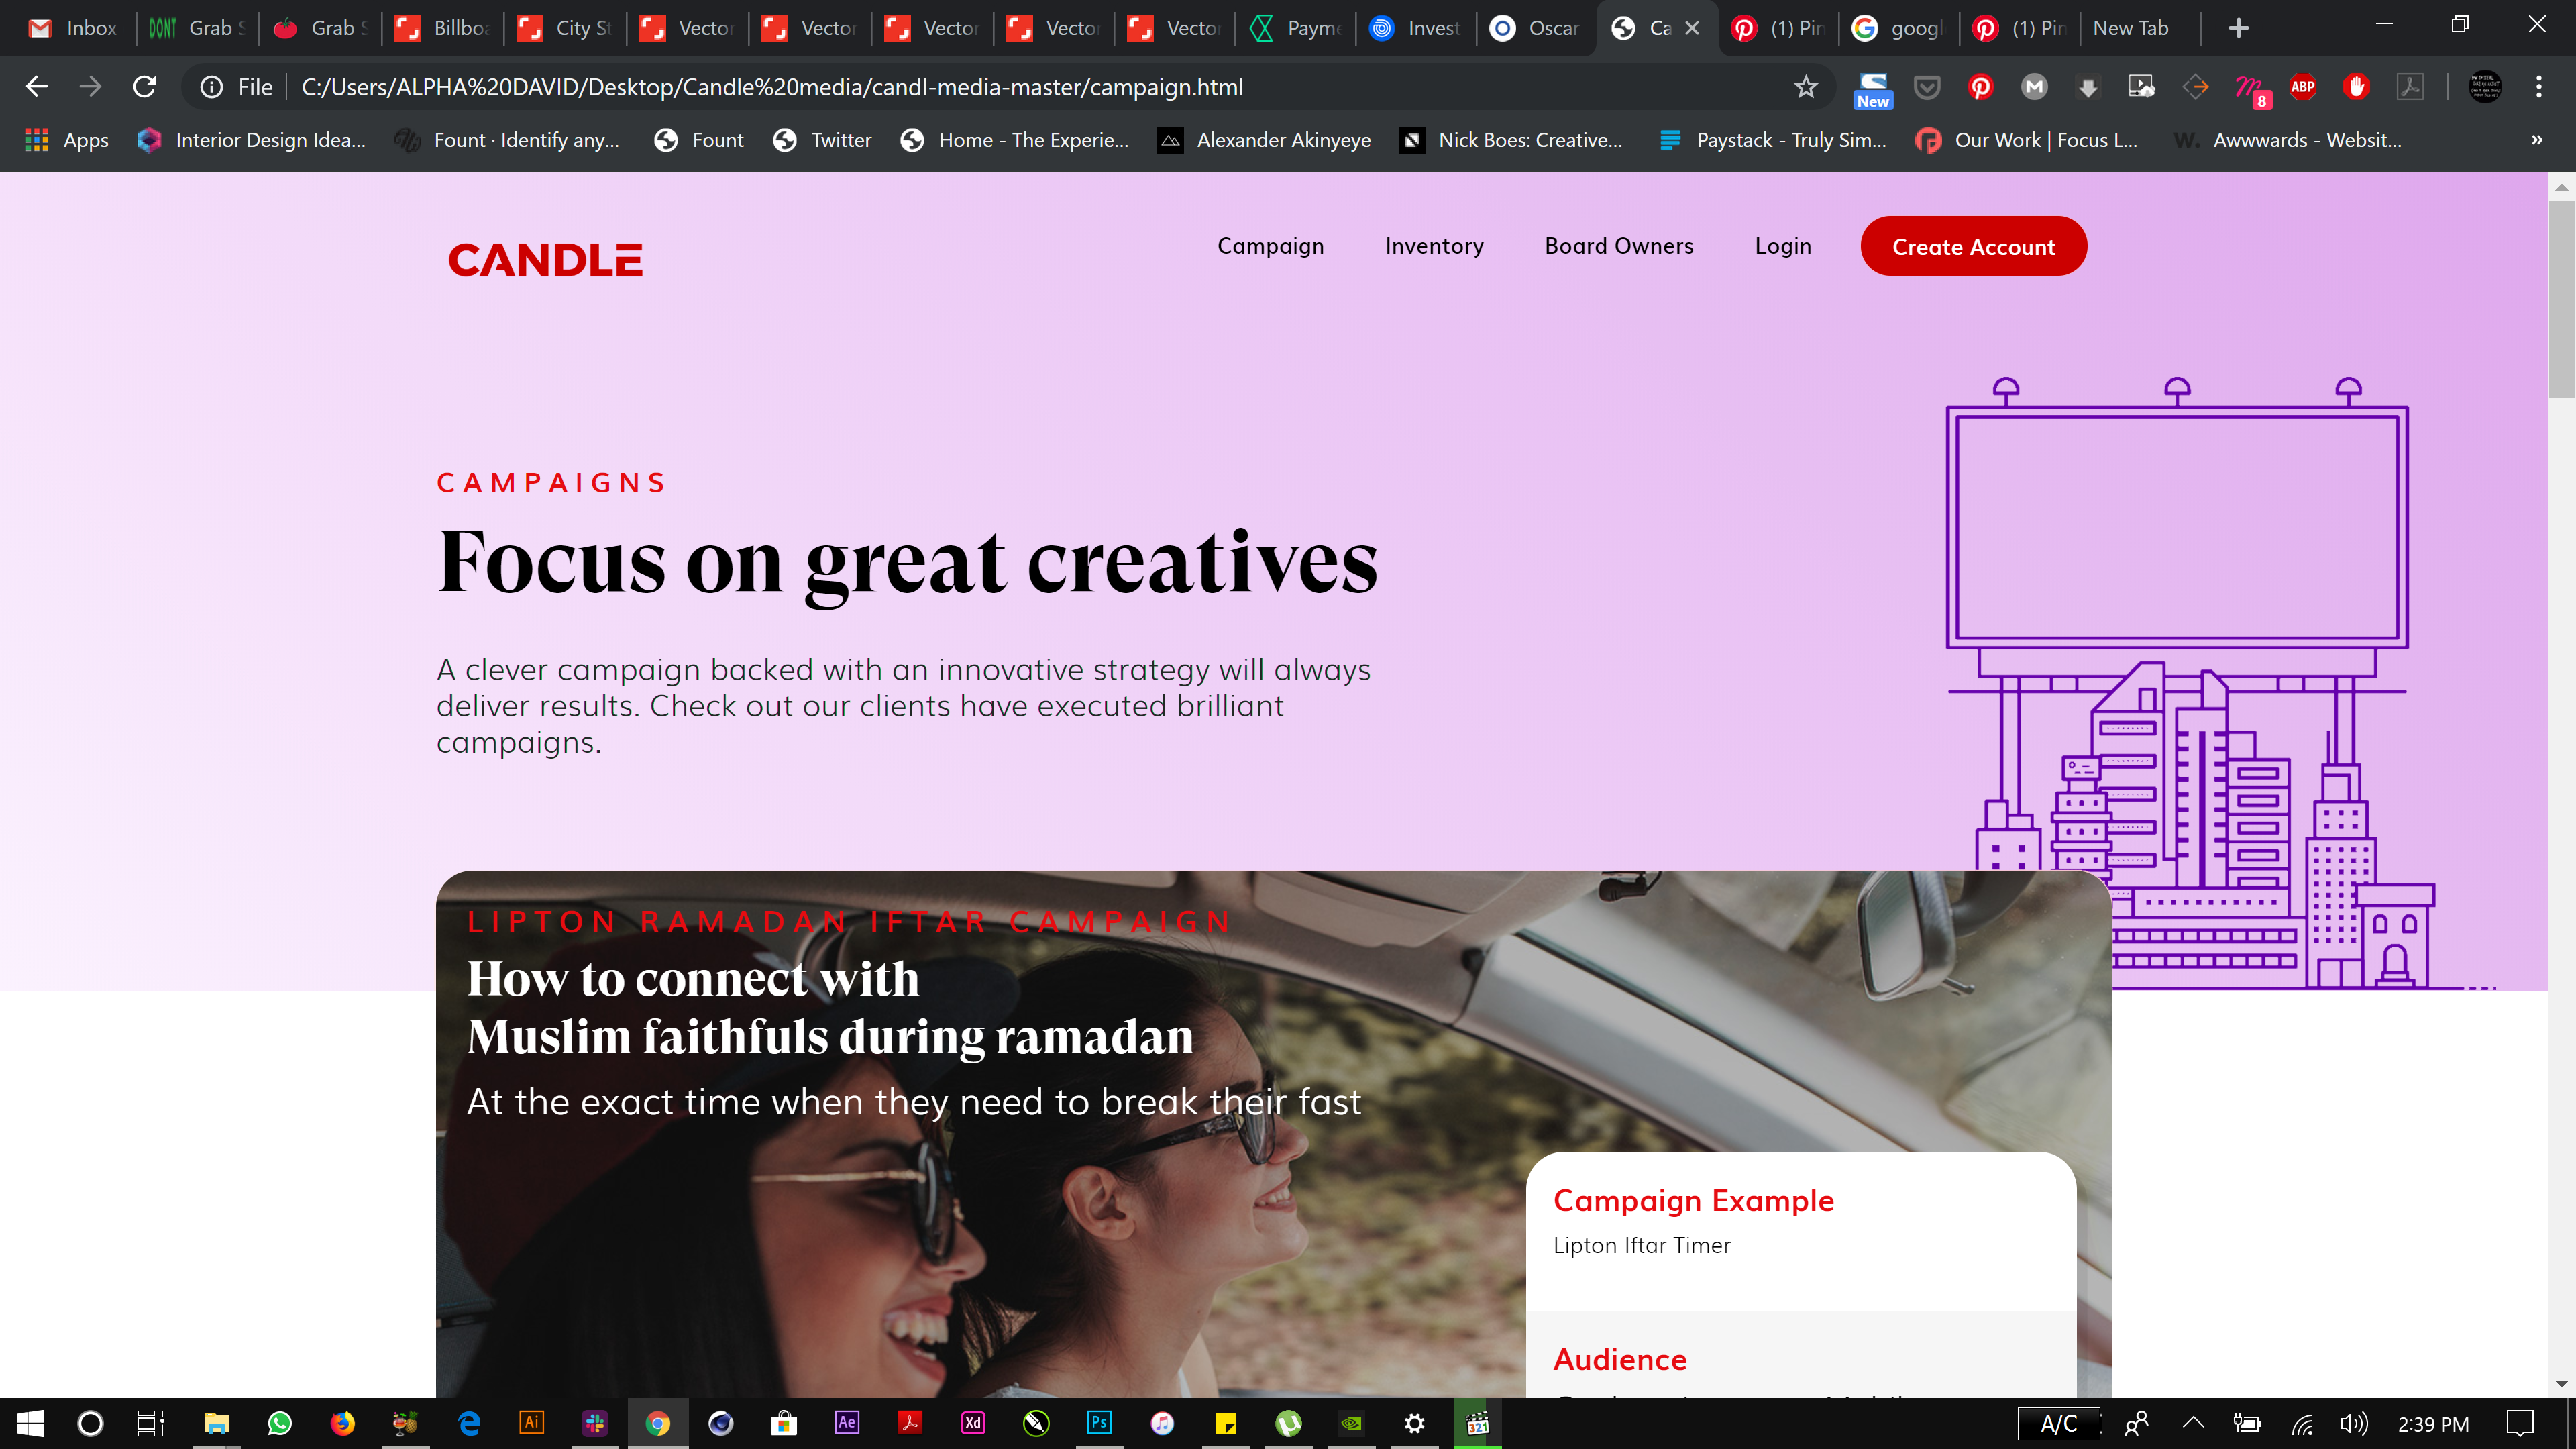 Inbox
Grab S
Grab S
Billboa
City St
Vector
Vector
Vector
Vector
Vector
Payme
Invest
Oscar
Ca
(1) Pin
googl
(1) Pin
New Tab
File C:/Users/ALPHA%20DAVID/Desktop/Candle%20media/candl-media-master/campaign.html
New
8
ABP
Apps
Interior Design Idea...
Fount · Identify any...
Fount
Twitter
Home - The Experie...
Alexander Akinyeye
Nick Boes: Creative...
Paystack - Truly Sim...
Our Work | Focus L...
W. Awwwards - Websit...
CANDLE
Campaign
Inventory
Board Owners
Login
Create Account
CAMPAIGNS
Focus on great creatives
A clever campaign backed with an innovative strategy will always
deliver results. Check out our clients have executed brilliant
campaigns.
LIPTON RAMADAN IFTAR CAMPAIGN
How to connect with
Muslim faithfuls during ramadan
At the exact time when they need to break their fast
Campaign Example
Lipton Iftar Timer
Audience
Ai
Ae
Xd
Ps
321
A/C
2:39 PM